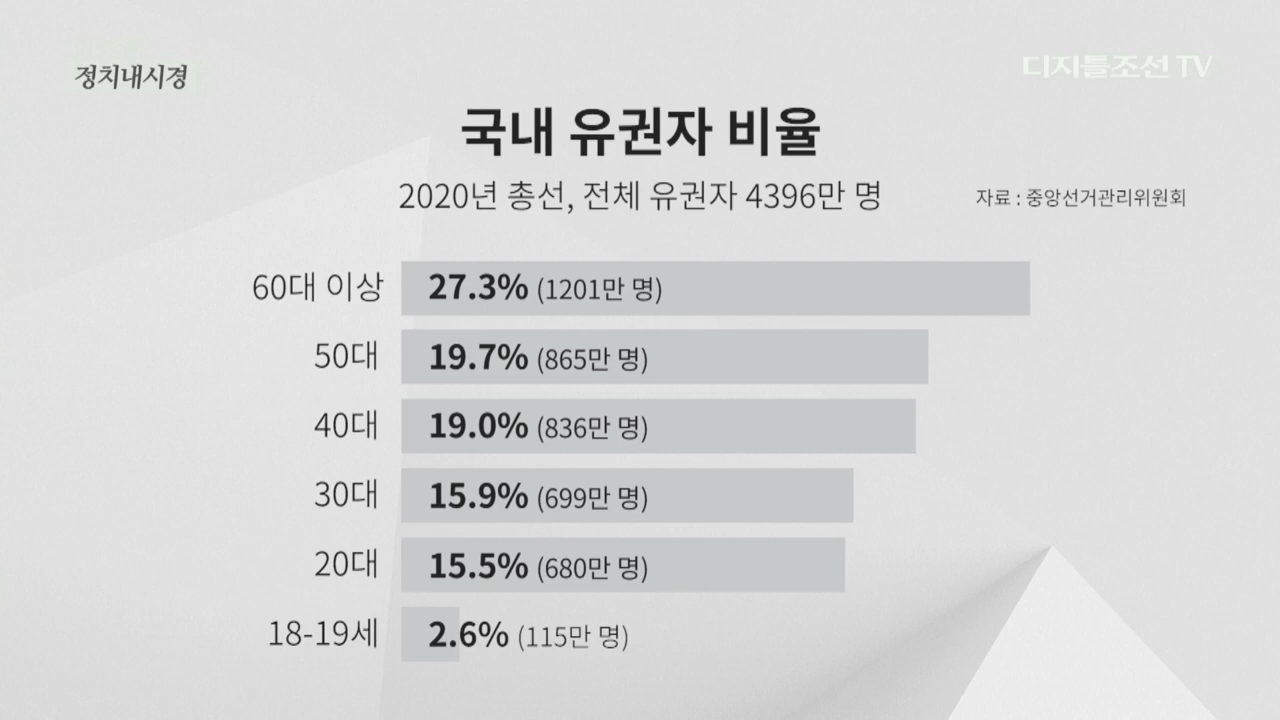 정치내시경
디지틀조선 TV
국내 유권자 비율
2020년 총선, 전체 유권자 4396만 명
자료 : 중앙선거관리위원회
60대 이상 27.3% (1201만 명)
50대 19.7% (865만 명)
40대 19.0% (836만 명)
30대 15.9% (699만 명)
20대 15.5% (680만 명)
18-19세 2.6% (115만 명)